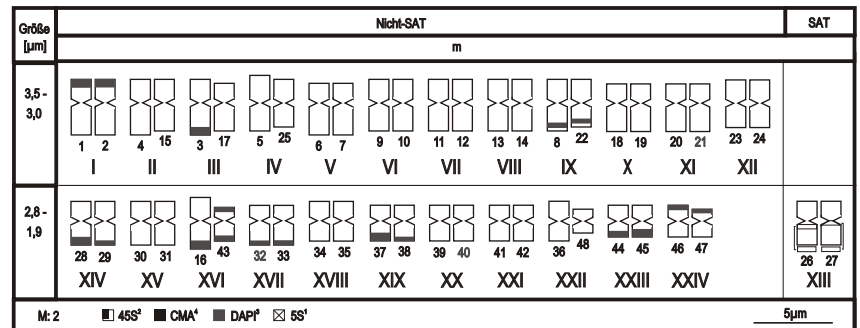 Größe [µm] Nicht-SAT SAT
m
3,5 - 3,0
1 2 4 15 3 17 5 25 6 7 9 10 11 12 13 14 8 22 18 19 20 21 23 24
I II III IV V VI VII VIII IX X XI XII
2,8 - 1,9
28 29 30 31 16 43 32 33 34 35 37 38 39 40 41 42 36 48 44 45 46 47 26 27
XIV XV XVI XVII XVIII XIX XX XXI XXII XXIII XXIV XIII
M: 2 45S² CMA⁴ DAPI³ 5S¹ 5µm